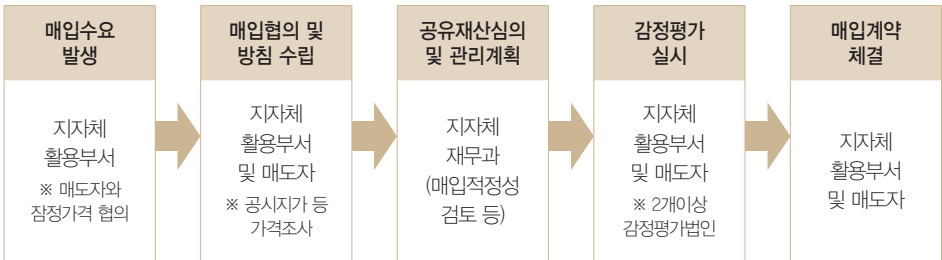 매입수요
발생
지자체
활용부서
※ 매도자와
잠정가격 협의
매입협의 및
방침 수립
지자체
활용부서
및 매도자
※ 공시지가 등
가격조사
공유재산심의
및 관리계획
지자체
재무과
(매입적정성
검토 등)
감정평가
실시
지자체
활용부서
및 매도자
※ 2개이상
감정평가법인
매입계약
체결
지자체
활용부서
및 매도자